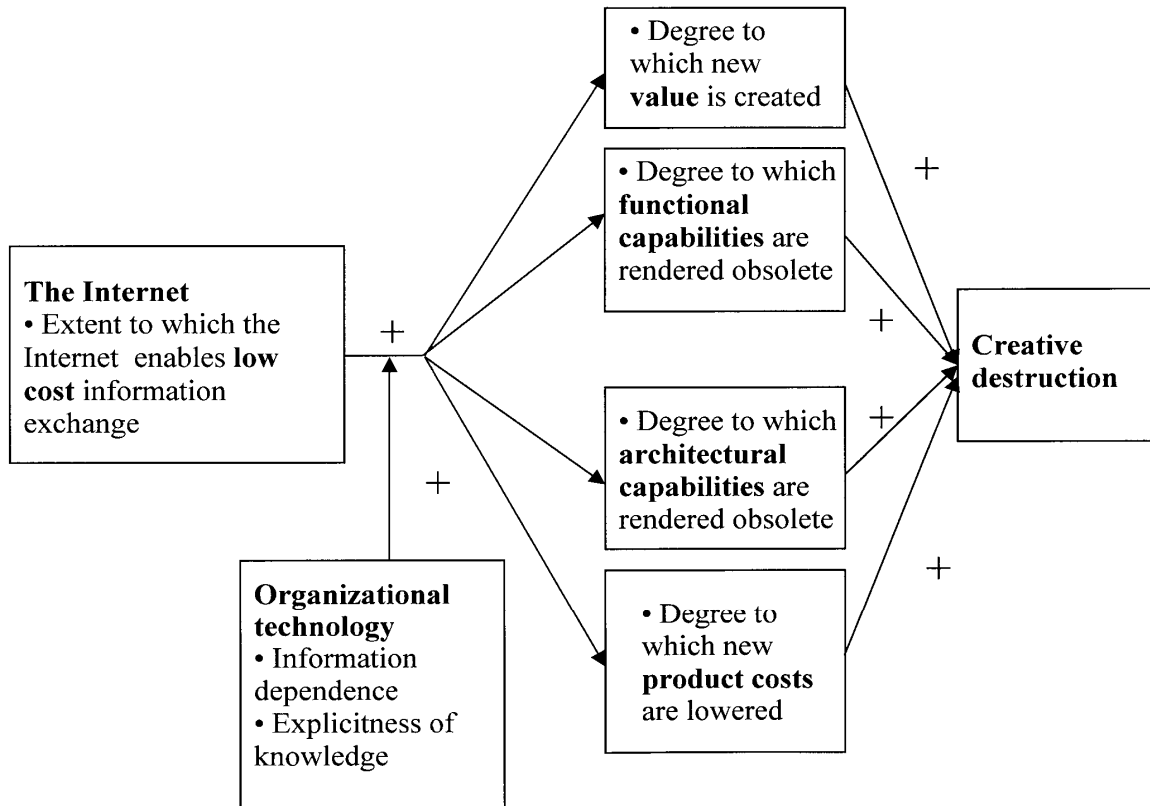 • Degree to
which new
value is created
• Degree to which
functional
capabilities are
rendered obsolete
+
The Internet
• Extent to which the
Internet enables low
cost information
exchange
+
+
Creative
destruction
+
• Degree to which
architectural
capabilities are
rendered obsolete
+
+
Organizational
technology
• Information
dependence
• Explicitness of
knowledge
• Degree to
which new
product costs
are lowered